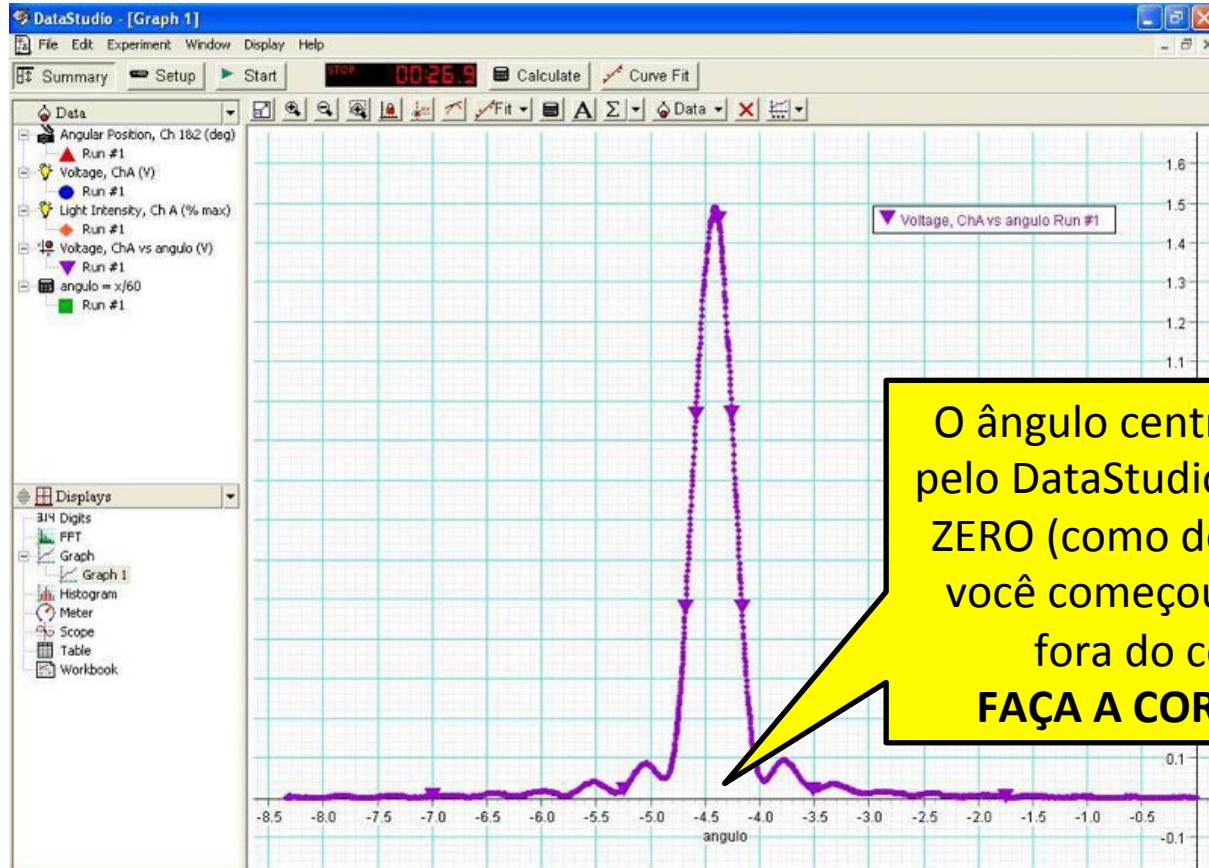 DataStudio - [Graph 1]
File Edit Experiment Window Display Help
Summary Setup Start STOP 00:26.9 Calculate Curve Fit
Fit A Σ Data
Data
Angular Position, Ch 1&2 (deg)
Run #1
Voltage, ChA (V)
Run #1
Light Intensity, Ch A (% max)
Run #1
Voltage, ChA vs angulo (V)
Run #1
angulo = x/60
Run #1
Displays
3.14 Digits
FFT
Graph
Graph 1
Histogram
Meter
Scope
Table
Workbook
Voltage, ChA vs angulo Run #1
1.6
1.5
1.4
1.3
1.2
1.1
O ângulo centr
pelo DataStudio
ZERO (como d
você começou
fora do c
FAÇA A COR
0.1
-8.5 -8.0 -7.5 -7.0 -6.5 -6.0 -5.5 -5.0 -4.5 -4.0 -3.5 -3.0 -2.5 -2.0 -1.5 -1.0 -0.5
angulo
-0.1